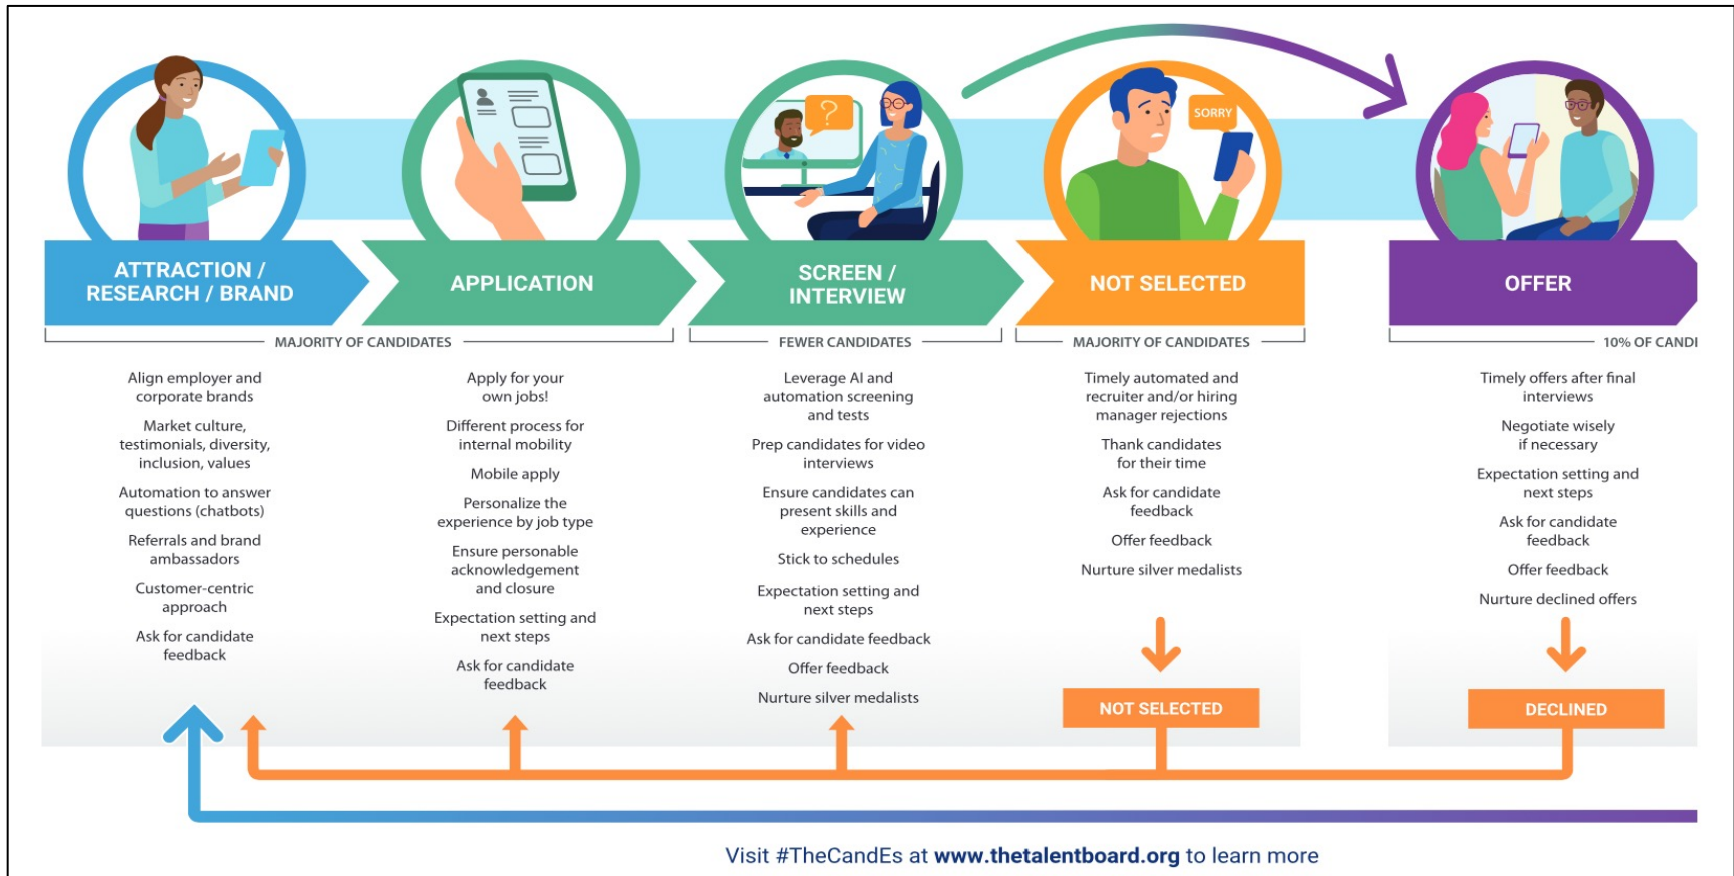 SORRY
?
ATTRACTION /
RESEARCH / BRAND
APPLICATION
SCREEN /
INTERVIEW
NOT SELECTED
OFFER
MAJORITY OF CANDIDATES
FEWER CANDIDATES
MAJORITY OF CANDIDATES
10% OF CANDI
Align employer and
corporate brands
Market culture,
testimonials, diversity,
inclusion, values
Automation to answer
questions (chatbots)
Referrals and brand
ambassadors
Customer-centric
approach
Ask for candidate
feedback
Apply for your
own jobs!
Different process for
internal mobility
Mobile apply
Personalize the
experience by job type
Ensure personable
acknowledgement
and closure
Expectation setting and
next steps
Ask for candidate
feedback
Leverage AI and
automation screening
and tests
Prep candidates for video
interviews
Ensure candidates can
present skills and
experience
Stick to schedules
Expectation setting and
next steps
Ask for candidate feedback
Offer feedback
Nurture silver medalists
Timely automated and
recruiter and/or hiring
manager rejections
Thank candidates
for their time
Ask for candidate
feedback
Offer feedback
Nurture silver medalists
NOT SELECTED
Timely offers after final
interviews
Negotiate wisely
if necessary
Expectation setting and
next steps
Ask for candidate
feedback
Offer feedback
Nurture declined offers
DECLINED
Visit #TheCandEs at www.thetalentboard.org to learn more